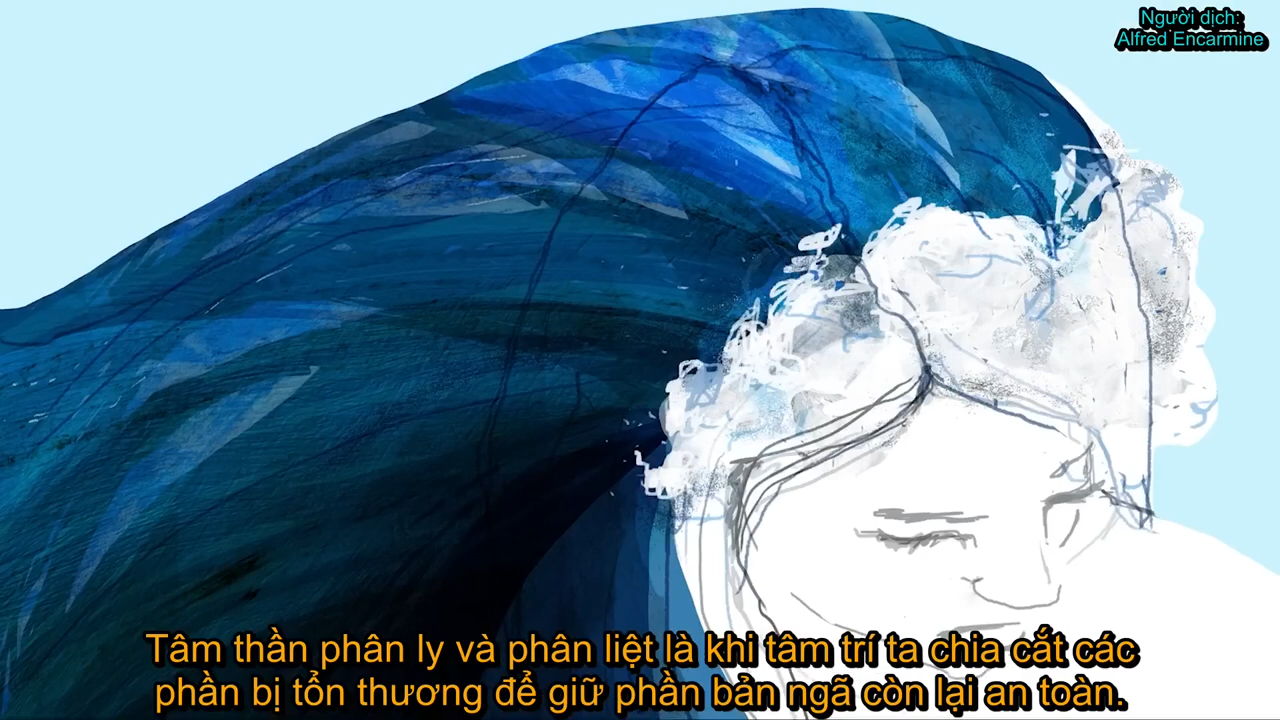 Người dịch:
Alfred Encarmine
Tâm thần phân ly và phân liệt là khi tâm trí ta chia cắt các
phần bị tổn thương để giữ phần bản ngã còn lại an toàn.